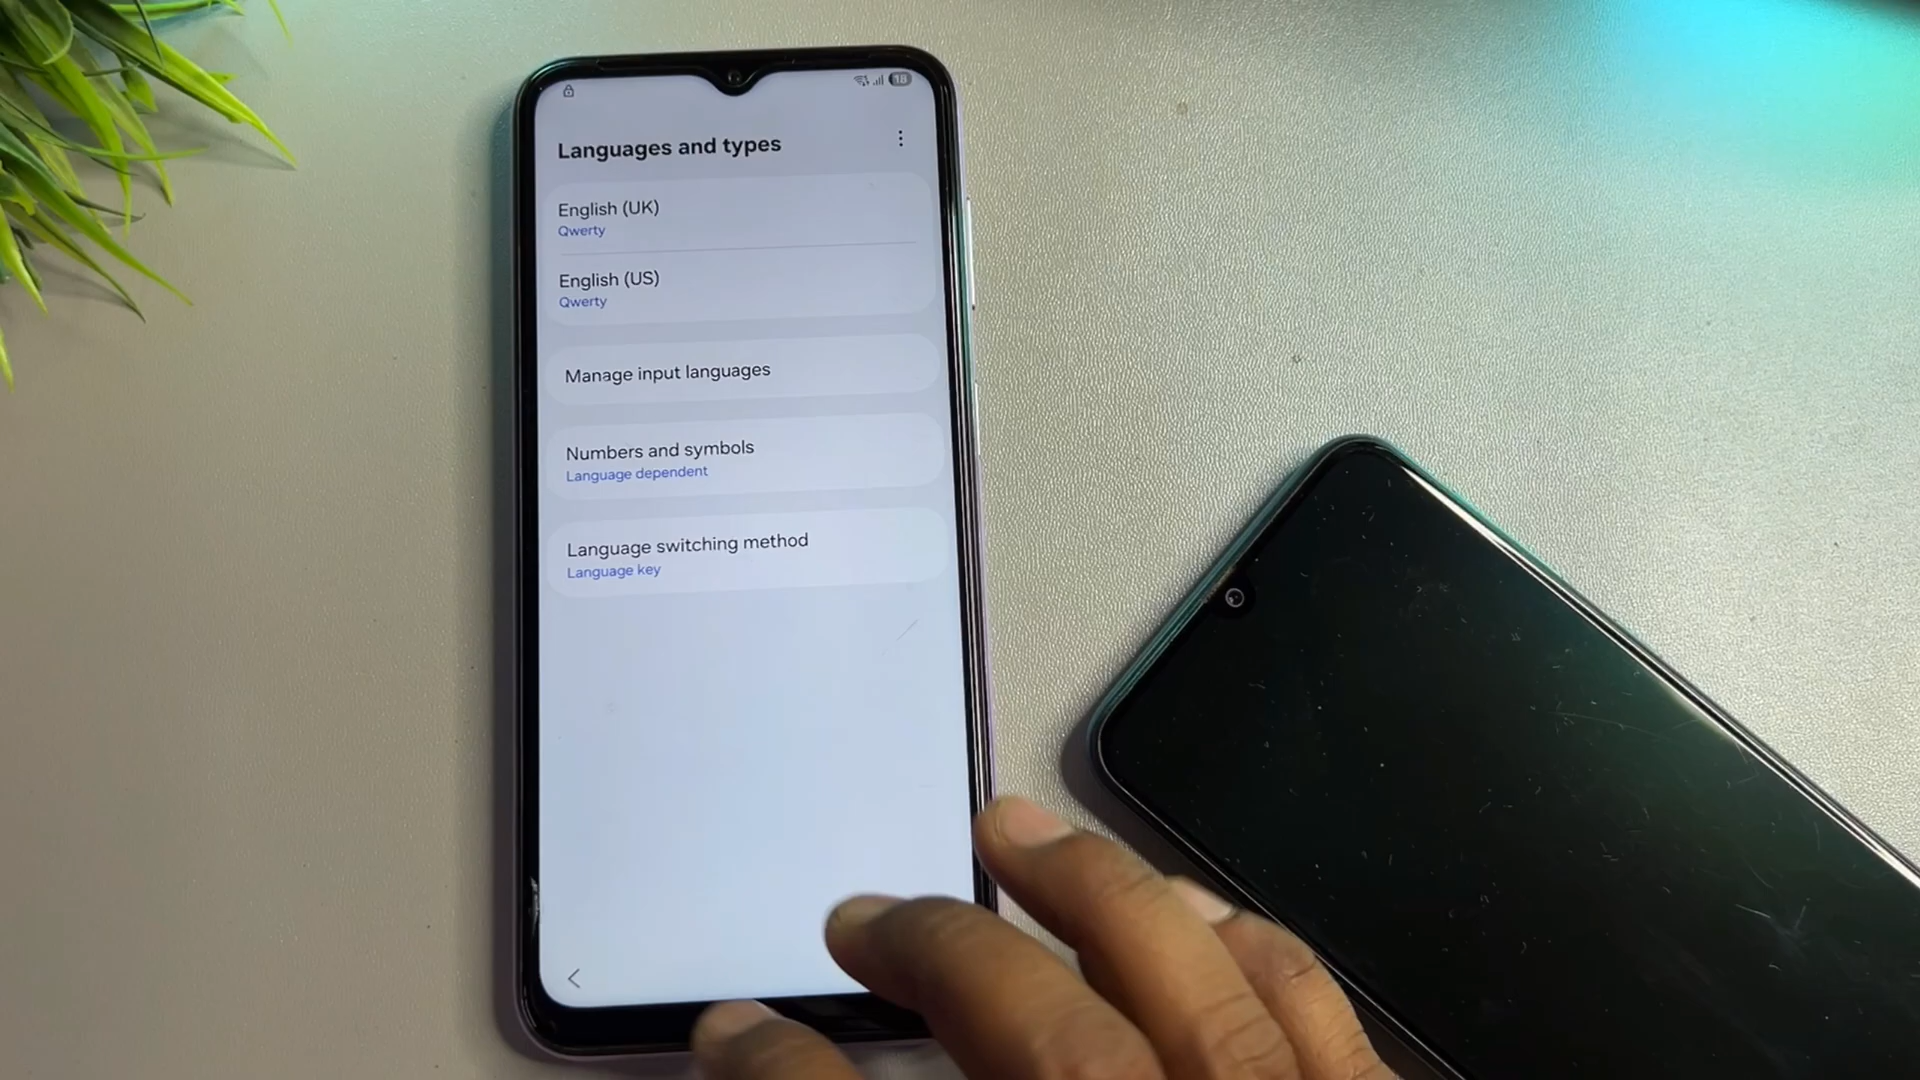 18
Languages and types
English (UK)
Qwerty
English (US)
Qwerty
Manage input languages
Numbers and symbols
Language dependent
Language switching method
Language key